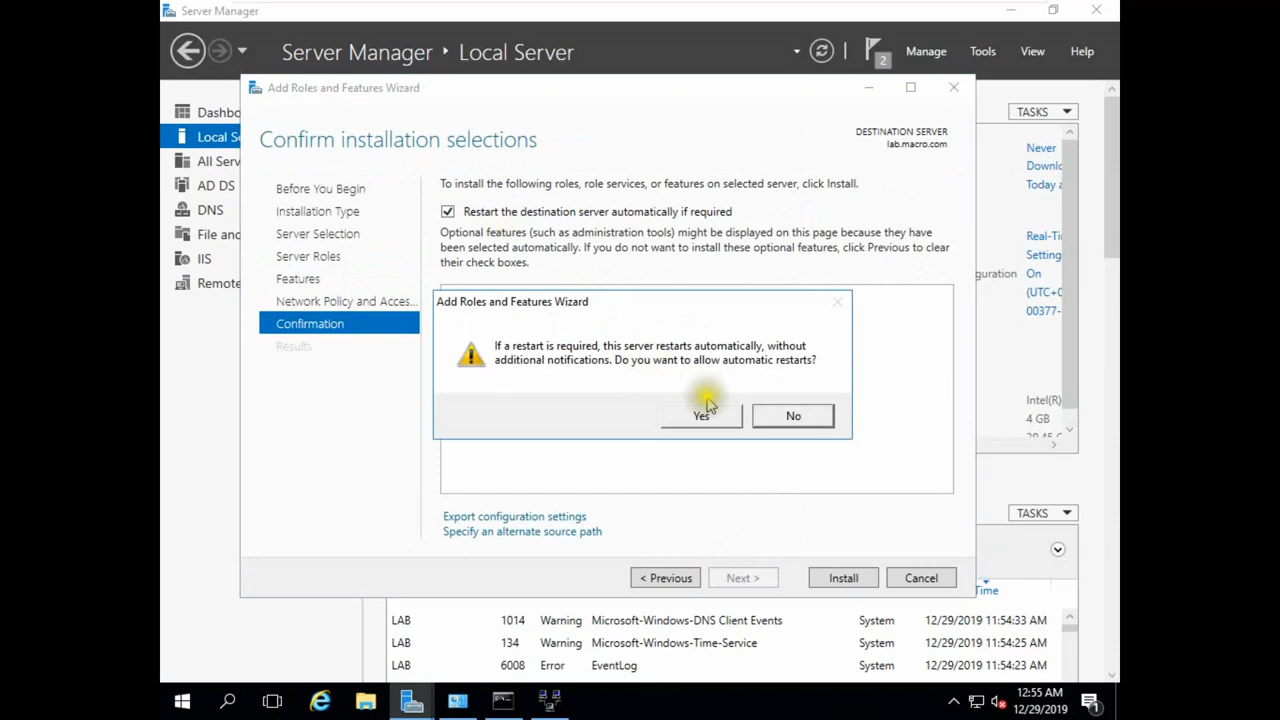 Server Manager
Server Manager ‣ Local Server
2
Manage
Tools
View
Help
Add Roles and Features Wizard
Confirm installation selections
DESTINATION SERVER
lab.macro.com
Before You Begin
Installation Type
Server Selection
Server Roles
Features
Network Policy and Acces...
Confirmation
Results
To install the following roles, role services, or features on selected server, click Install.
Restart the destination server automatically if required
Optional features (such as administration tools) might be displayed on this page because they have
been selected automatically. If you do not want to install these optional features, click Previous to clear
their check boxes.
Add Roles and Features Wizard
If a restart is required, this server restarts automatically, without
additional notifications. Do you want to allow automatic restarts?
Yes
No
Export configuration settings
Specify an alternate source path
< Previous
Next >
Install
Cancel
Dashbo
Local S
All Serv
AD DS
DNS
File and
IIS
Remote
TASKS
Never
Downlo
Today a
Real-Tir
Setting
guration
On
(UTC+0
00377-
Intel(R)
4 GB
TASKS
Time
LAB 1014 Warning Microsoft-Windows-DNS Client Events System 12/29/2019 11:54:33 AM
LAB 134 Warning Microsoft-Windows-Time-Service System 12/29/2019 11:54:25 AM
LAB 6008 Error EventLog System 12/29/2019 11:54:23 AM
12:55 AM
12/29/2019
1